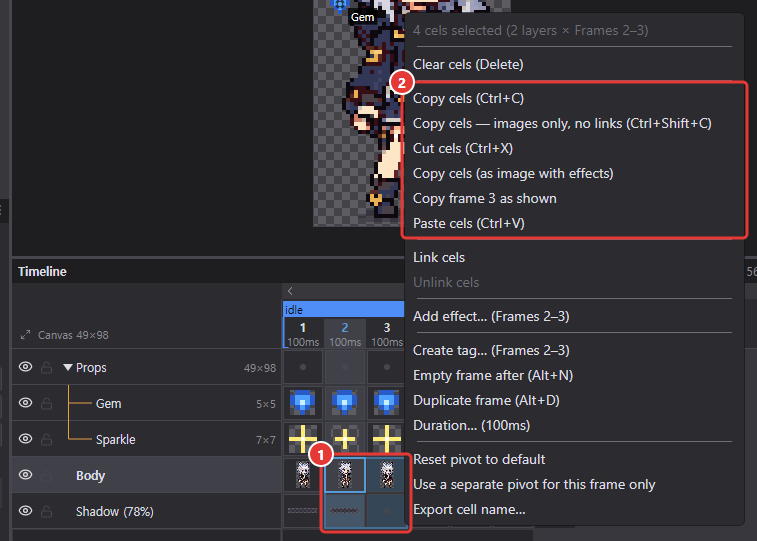 Gem
4 cels selected (2 layers × Frames 2–3)
Clear cels (Delete)
2
Copy cels (Ctrl+C)
Copy cels — images only, no links (Ctrl+Shift+C)
Cut cels (Ctrl+X)
Copy cels (as image with effects)
Copy frame 3 as shown
Paste cels (Ctrl+V)
Link cels
Unlink cels
Add effect... (Frames 2–3)
Create tag... (Frames 2–3)
Empty frame after (Alt+N)
Duplicate frame (Alt+D)
Duration... (100ms)
Reset pivot to default
Use a separate pivot for this frame only
Export cell name...
Timeline
56
idle
Canvas 49×98
1 2 3
100ms 100ms 100ms
Props 49×98
Gem 5×5
Sparkle 7×7
1
Body
Shadow (78%)